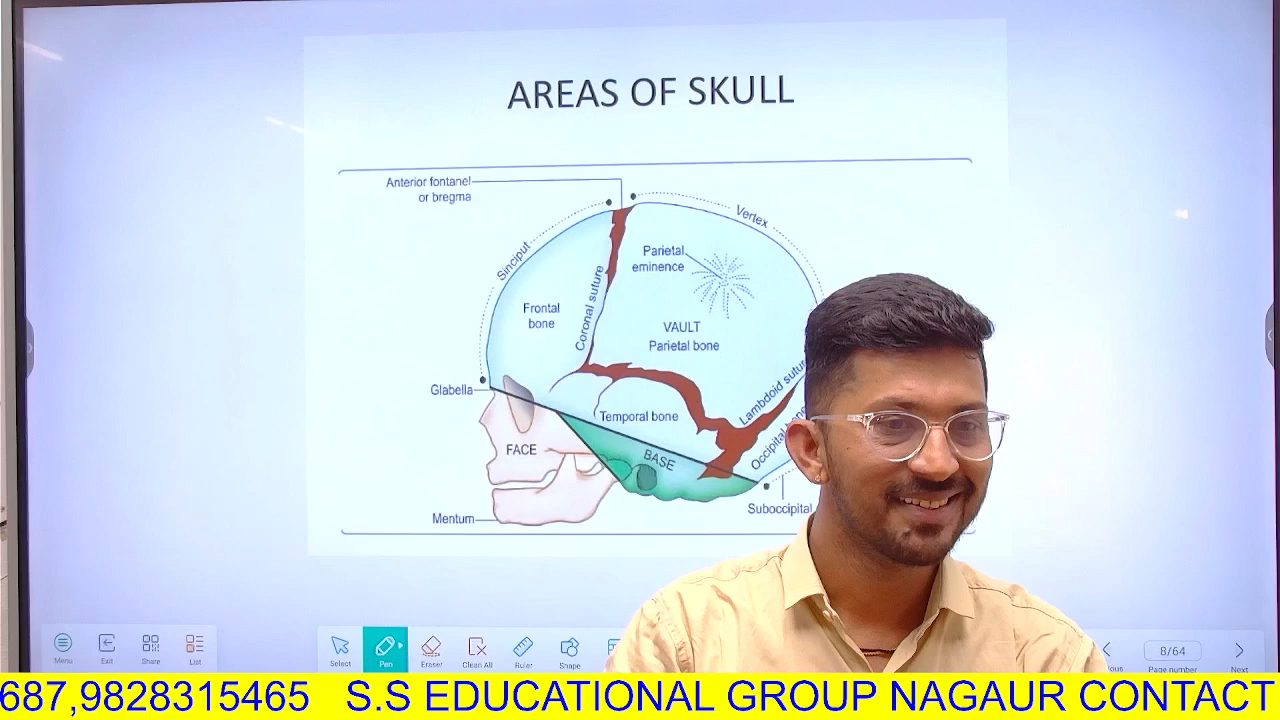 AREAS OF SKULL
Anterior fontanel
or bregma
Vertex
Sinciput
Parietal
eminence
Coronal suture
Frontal
bone
VAULT
Parietal bone
Glabella
Lambdoid
Temporal bone
Occipital
FACE
BASE
Suboccipital
Mentum
Menu
Exit
Share
List
Select
Pen
Eraser
Clean All
Ruler
Shape
8/64
Page number
Next
687,9828315465 S.S EDUCATIONAL GROUP NAGAUR CONTACT